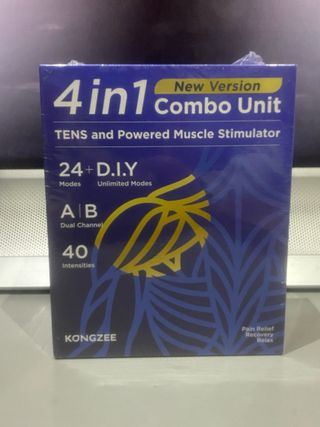 4in1
New Version
Combo Unit
TENS and Powered Muscle Stimulator
24 + D.I.Y
Modes Unlimited Modes
A|B
Dual Channel
40
Intensities
KONGZEE
Pain Relief
Recovery
Relax